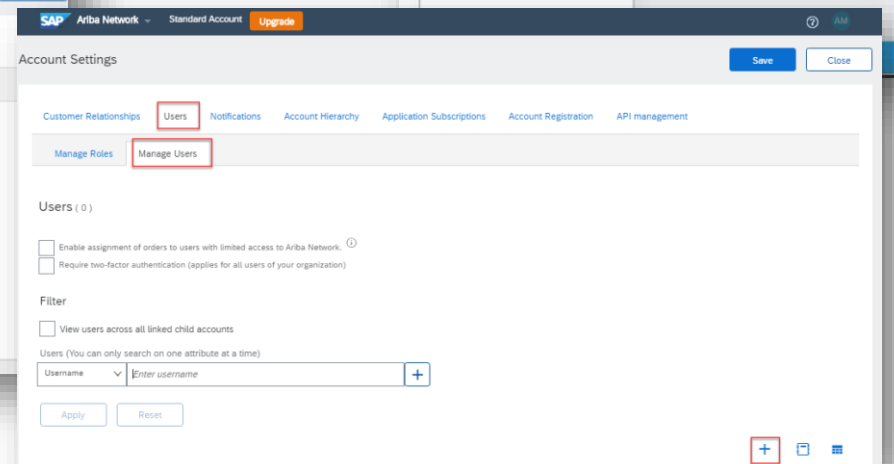 SAP Ariba Network Standard Account Upgrade ? AM
Account Settings Save Close
Customer Relationships Users Notifications Account Hierarchy Application Subscriptions Account Registration API management
Manage Roles Manage Users
Users ( 0 )
Enable assignment of orders to users with limited access to Ariba Network. i
Require two-factor authentication (applies for all users of your organization)
Filter
View users across all linked child accounts
Users (You can only search on one attribute at a time)
Username Enter username +
Apply Reset
+